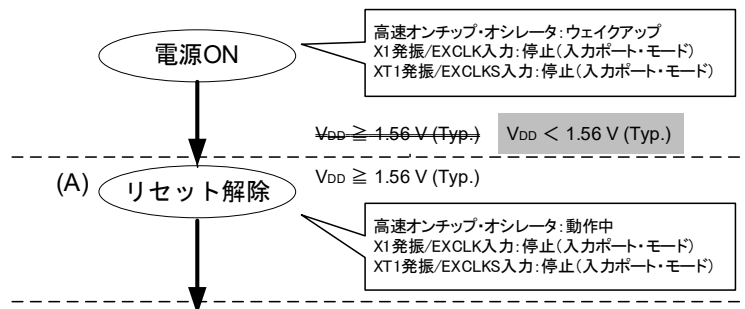 高速オンチップ・オシレータ:ウェイクアップ
X1発振/EXCLK入力:停止(入力ポート・モード)
XT1発振/EXCLKS入力:停止(入力ポート・モード)
電源ON
VDD ≧ 1.56 V (Typ.) VDD < 1.56 V (Typ.)
(A) リセット解除 VDD ≧ 1.56 V (Typ.)
高速オンチップ・オシレータ:動作中
X1発振/EXCLK入力:停止(入力ポート・モード)
XT1発振/EXCLKS入力:停止(入力ポート・モード)